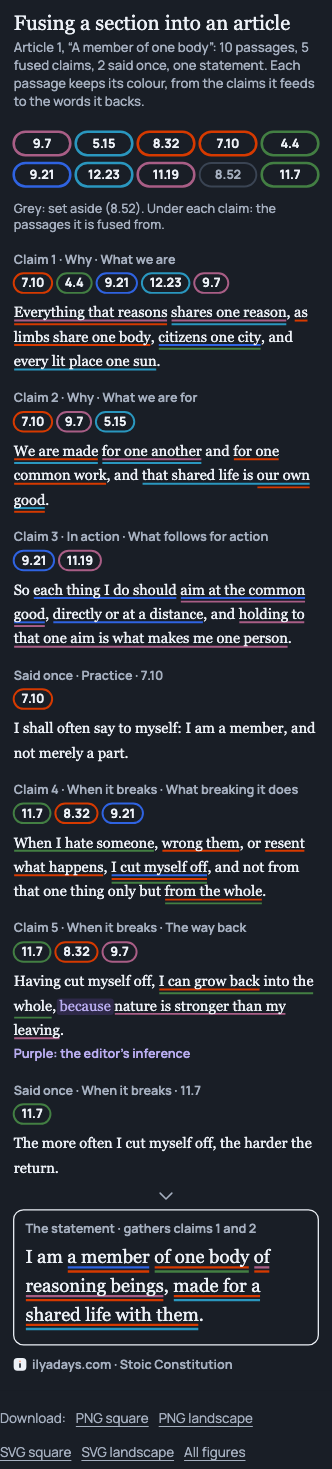 Fusing a section into an article
Article 1, “A member of one body”: 10 passages, 5
fused claims, 2 said once, one statement. Each
passage keeps its colour, from the claims it feeds
to the words it backs.
9.7 5.15 8.32 7.10 4.4
9.21 12.23 11.19 8.52 11.7
Grey: set aside (8.52). Under each claim: the
passages it is fused from.
Claim 1 · Why · What we are
7.10 4.4 9.21 12.23 9.7
Everything that reasons shares one reason, as
limbs share one body, citizens one city, and
every lit place one sun.
Claim 2 · Why · What we are for
7.10 9.7 5.15
We are made for one another and for one
common work, and that shared life is our own
good.
Claim 3 · In action · What follows for action
9.21 11.19
So each thing I do should aim at the common
good, directly or at a distance, and holding to
that one aim is what makes me one person.
Said once · Practice · 7.10
7.10
I shall often say to myself: I am a member, and
not merely a part.
Claim 4 · When it breaks · What breaking it does
11.7 8.32 9.21
When I hate someone, wrong them, or resent
what happens, I cut myself off, and not from
that one thing only but from the whole.
Claim 5 · When it breaks · The way back
11.7 8.32 9.7
Having cut myself off, I can grow back into the
whole, because nature is stronger than my
leaving.
Purple: the editor’s inference
Said once · When it breaks · 11.7
11.7
The more often I cut myself off, the harder the
return.
The statement · gathers claims 1 and 2
I am a member of one body of
reasoning beings, made for a
shared life with them.
ilyadays.com · Stoic Constitution
Download: PNG square PNG landscape
SVG square SVG landscape All figures